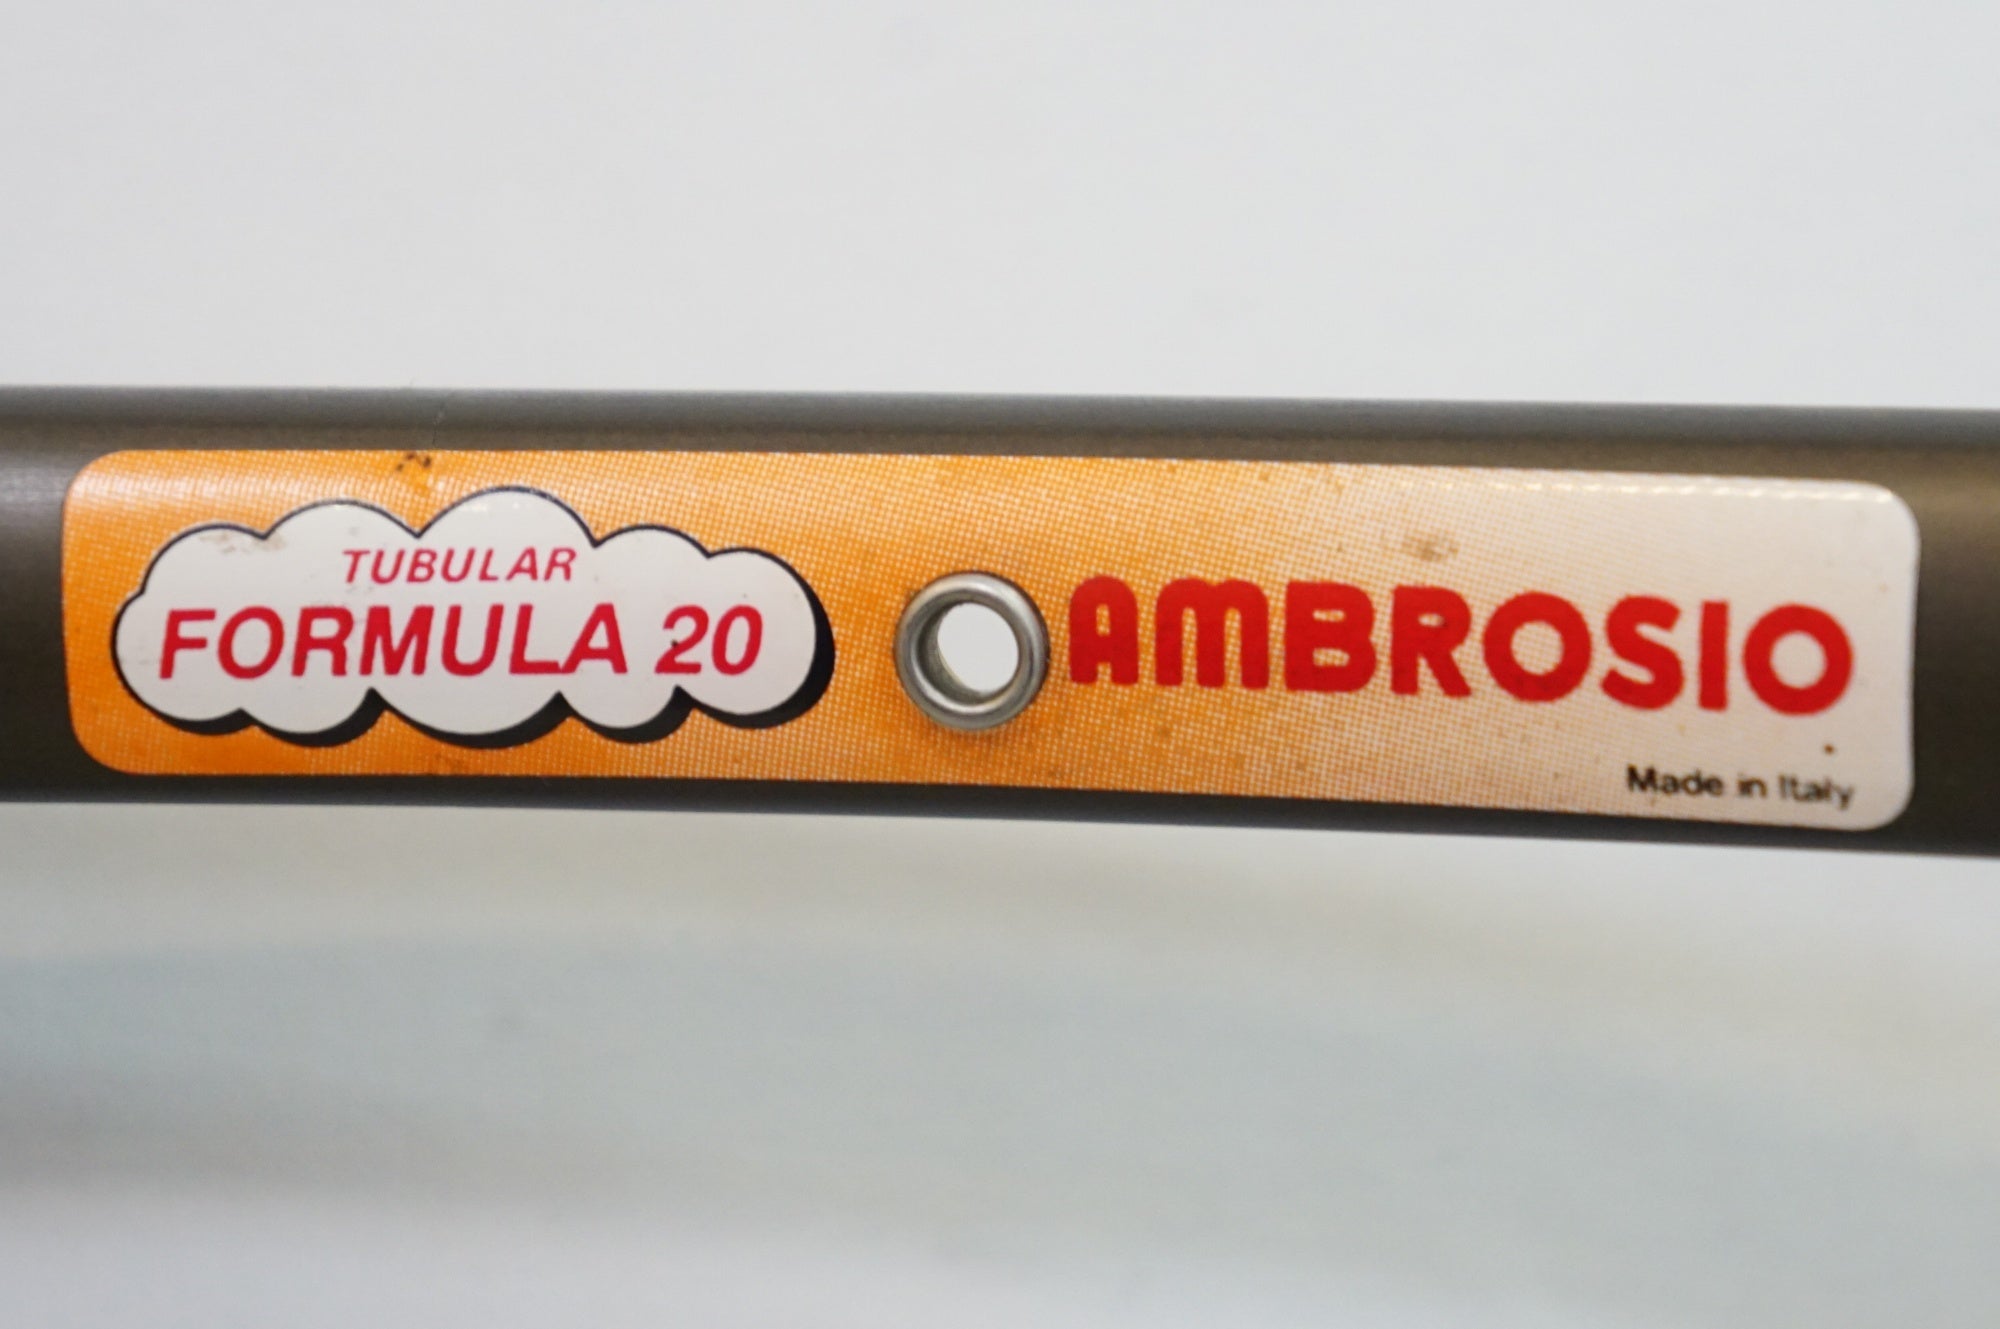 TUBULAR
FORMULA 20
AMBROSIO
Made in Italy